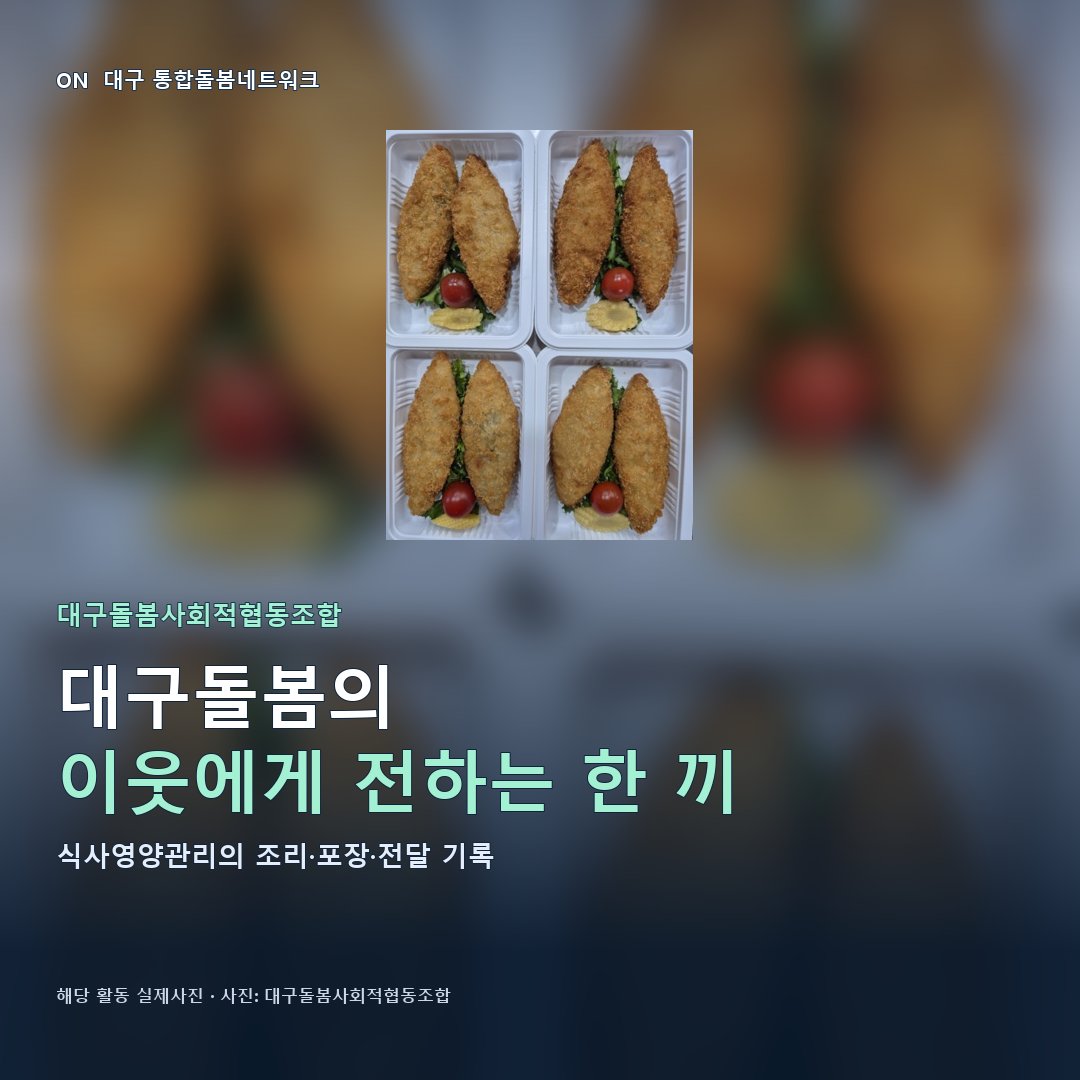 ON 대구 통합돌봄네트워크
대구돌봄사회적협동조합
대구돌봄의
이웃에게 전하는 한 끼
식사영양관리의 조리·포장·전달 기록
해당 활동 실제사진 · 사진: 대구돌봄사회적협동조합